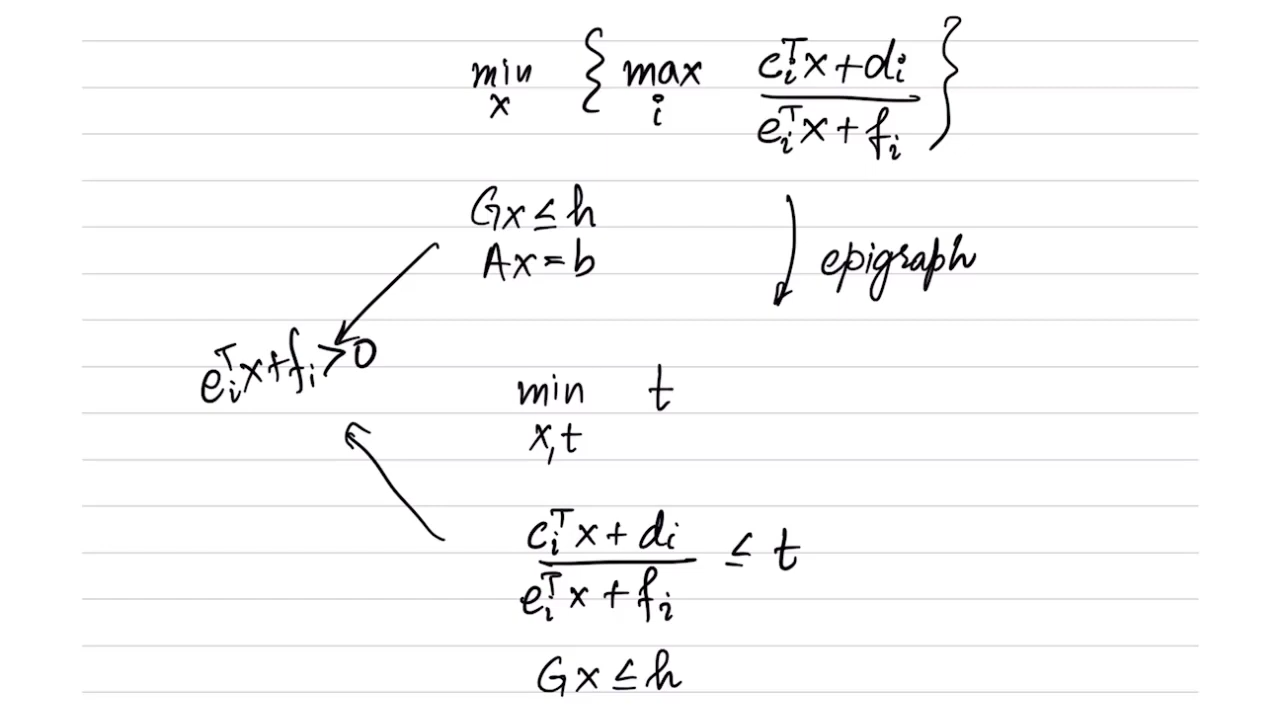 min { max c_i^T x + d_i / e_i^T x + f_i }
x i
Gx ≤ h
Ax = b
epigraph
e_i^T x + f_i > 0
min t
x, t
c_i^T x + d_i / e_i^T x + f_i ≤ t
Gx ≤ h